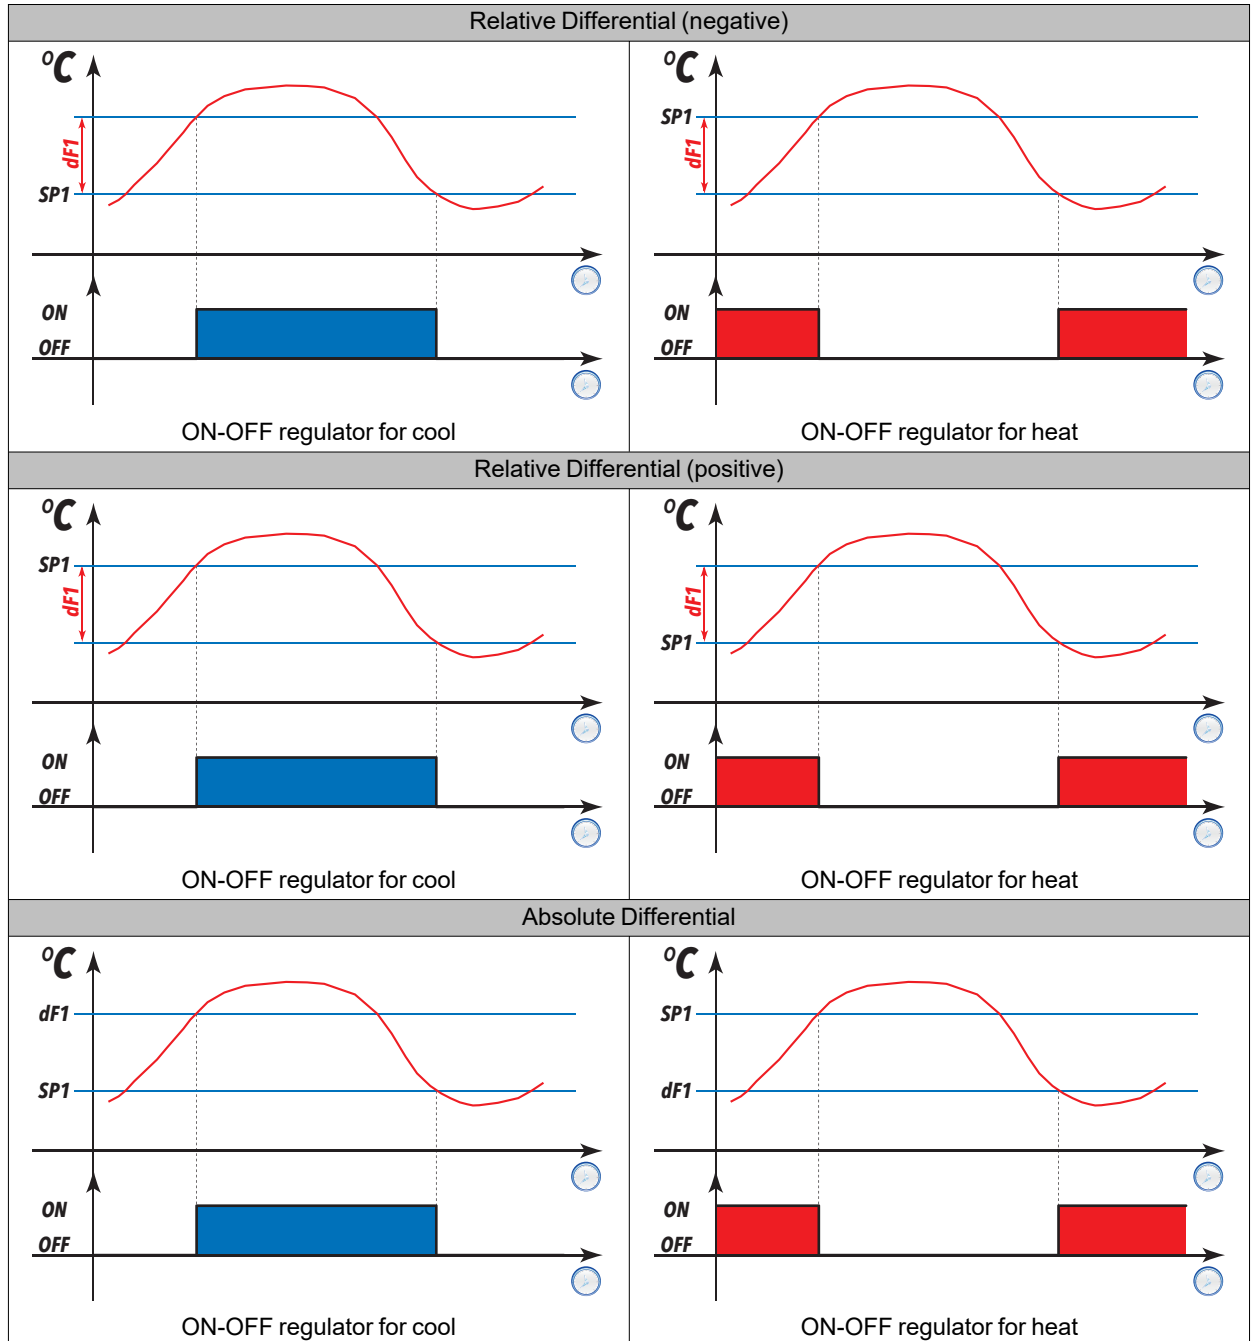 Relative Differential (negative)
°C
dF1
SP1
ON
OFF
ON-OFF regulator for cool
°C
SP1
dF1
ON
OFF
ON-OFF regulator for heat
Relative Differential (positive)
°C
SP1
dF1
ON
OFF
ON-OFF regulator for cool
°C
dF1
SP1
ON
OFF
ON-OFF regulator for heat
Absolute Differential
°C
dF1
SP1
ON
OFF
ON-OFF regulator for cool
°C
SP1
dF1
ON
OFF
ON-OFF regulator for heat